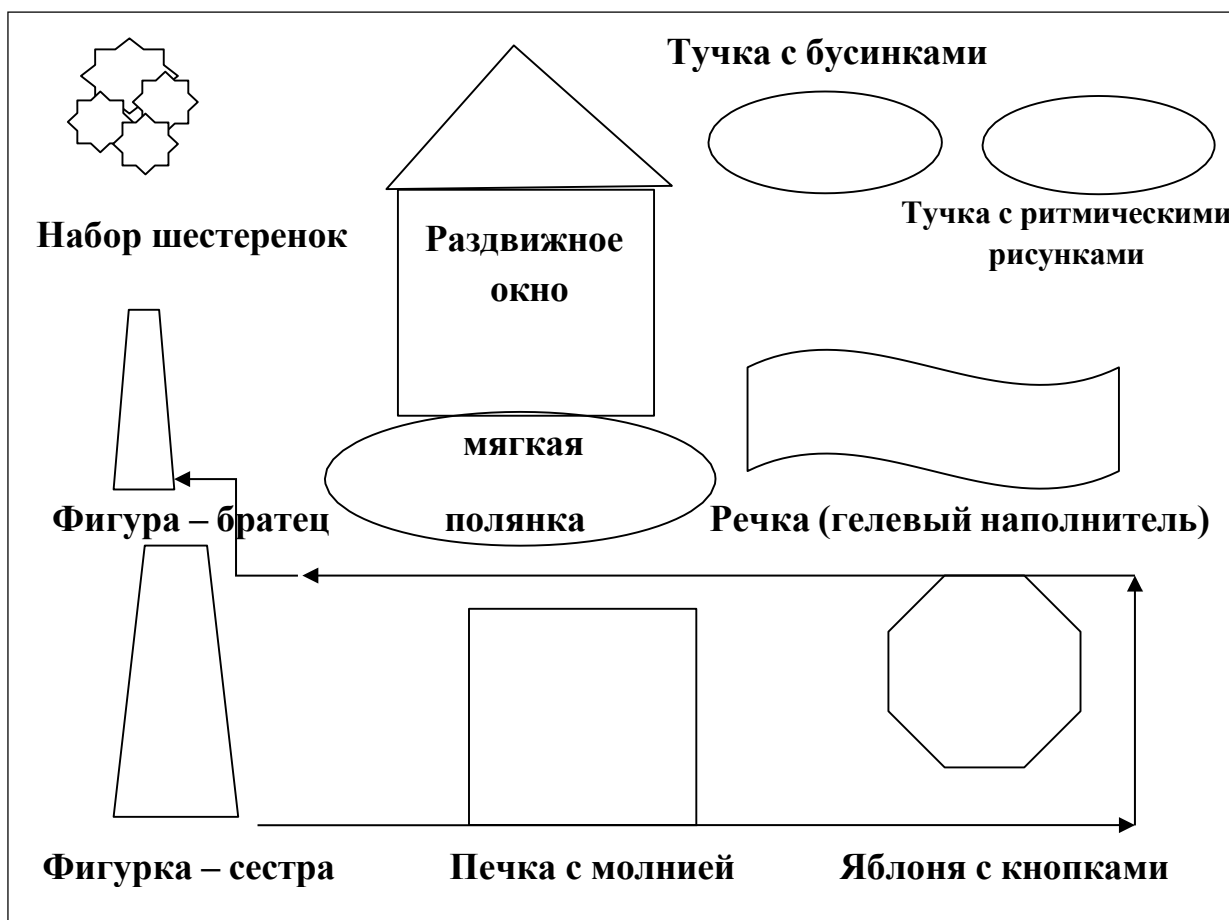 Тучка с бусинками
Тучка с ритмическими
рисунками
Набор шестеренок
Раздвижное
окно
мягкая
полянка
Фигура – братец
Речка (гелевый наполнитель)
Фигурка – сестра
Печка с молнией
Яблоня с кнопками